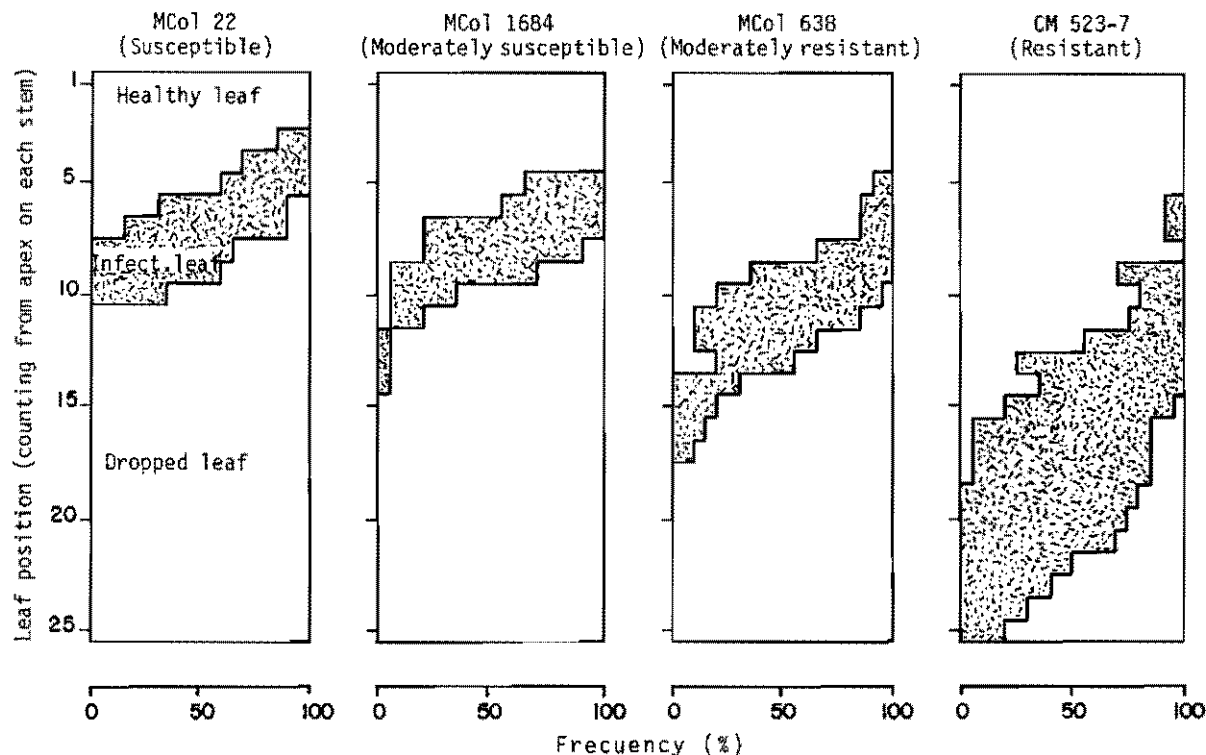 MCol 22
(Susceptible)
MCol 1684
(Moderately susceptible)
MCol 638
(Moderately resistant)
CM 523-7
(Resistant)
Leaf position (counting from apex on each stem)
1
5
10
15
20
25
Healthy leaf
Infect.leaf
Dropped leaf
0 50 100
0 50 100
0 50 100
0 50 100
Frecuency (%)